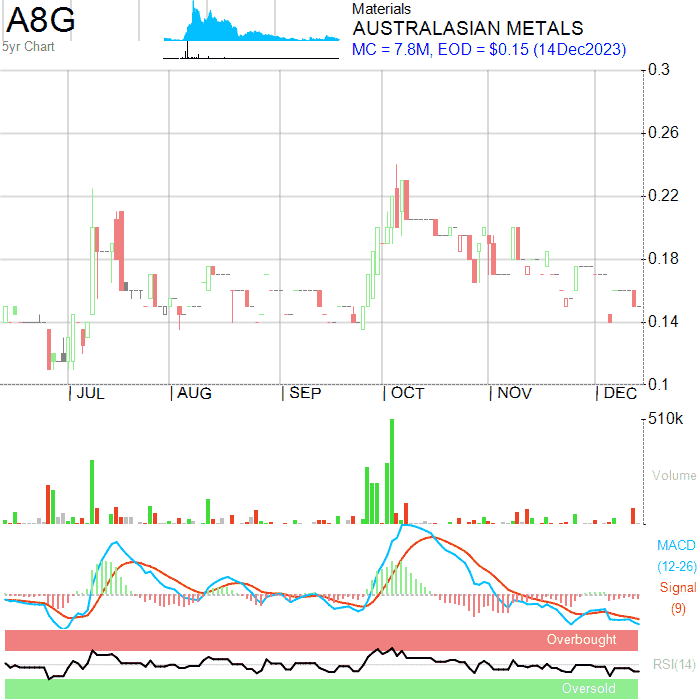 A8G
5yr Chart
Materials
AUSTRALASIAN METALS
MC = 7.8M, EOD = $0.15 (14Dec2023)
0.3
0.26
0.22
0.18
0.14
0.1
JUL AUG SEP OCT NOV DEC
510k
Volume
MACD
(12-26)
Signal
(9)
Overbought
RSI(14)
Oversold